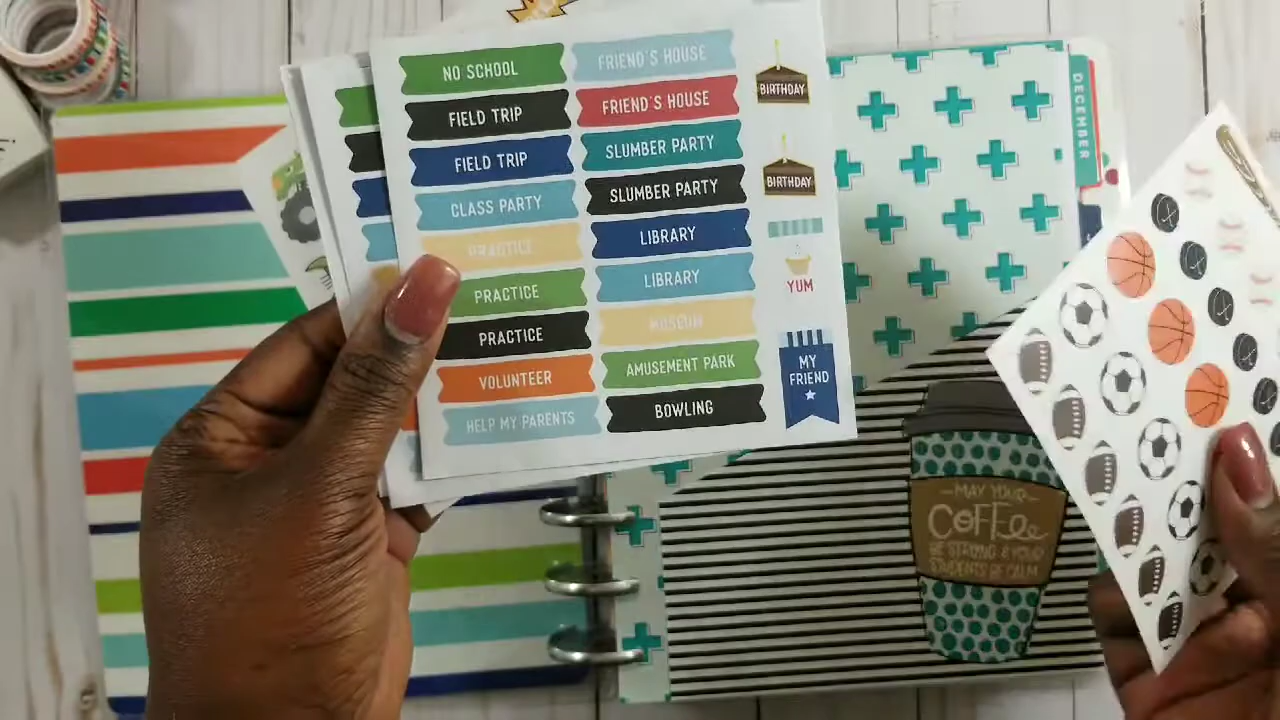 NO SCHOOL
FIELD TRIP
FIELD TRIP
CLASS PARTY
PRACTICE
PRACTICE
PRACTICE
VOLUNTEER
HELP MY PARENTS
FRIEND'S HOUSE
FRIEND'S HOUSE
SLUMBER PARTY
SLUMBER PARTY
LIBRARY
LIBRARY
MUSEUM
AMUSEMENT PARK
BOWLING
BIRTHDAY
BIRTHDAY
YUM
MY
FRIEND
DECEMBER
MAY YOUR
COFFEE
BE STRONG & YOUR
STUDENTS BE CALM